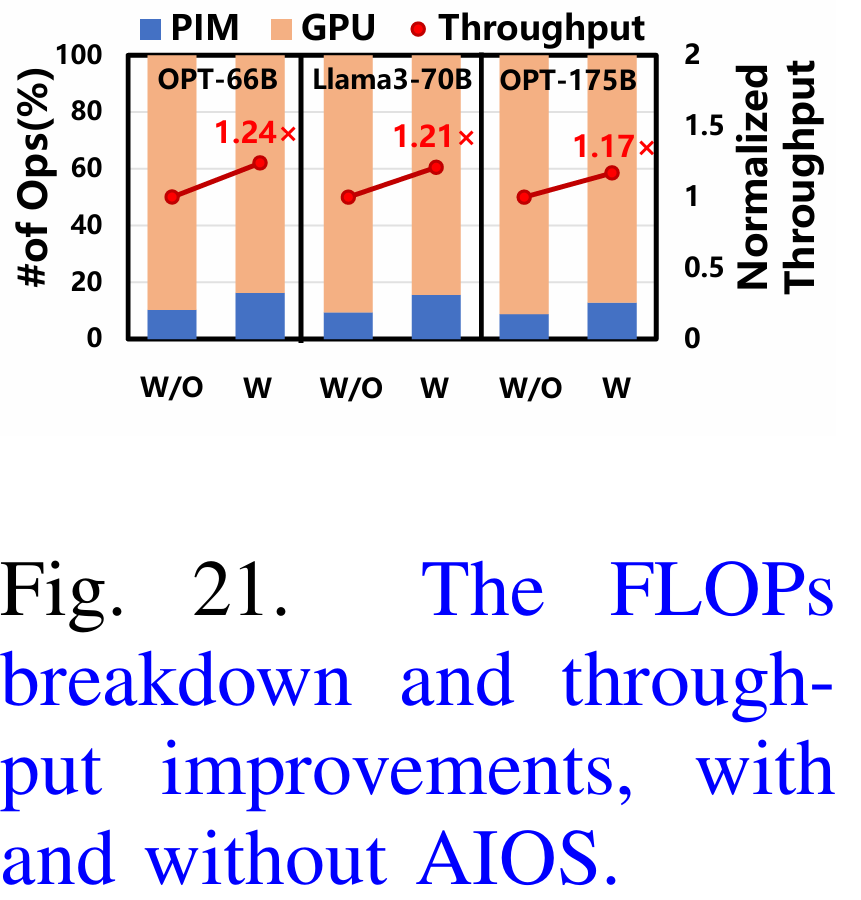 PIM GPU Throughput
100 2
OPT-66B Llama3-70B OPT-175B
80
1.24× 1.21× 1.17× 1.5
60
1
40
0.5
20
0 0
#of Ops(%)
Normalized
Throughput
W/O W W/O W W/O W
Fig. 21. The FLOPs
breakdown and through-
put improvements, with
and without AIOS.